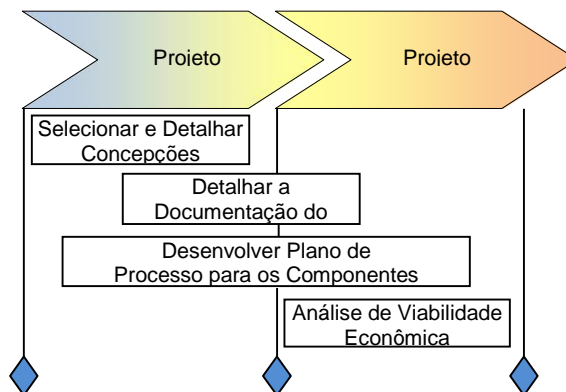 Projeto
Projeto
Selecionar e Detalhar
Concepções
Detalhar a
Documentação do
Desenvolver Plano de
Processo para os Componentes
Análise de Viabilidade
Econômica